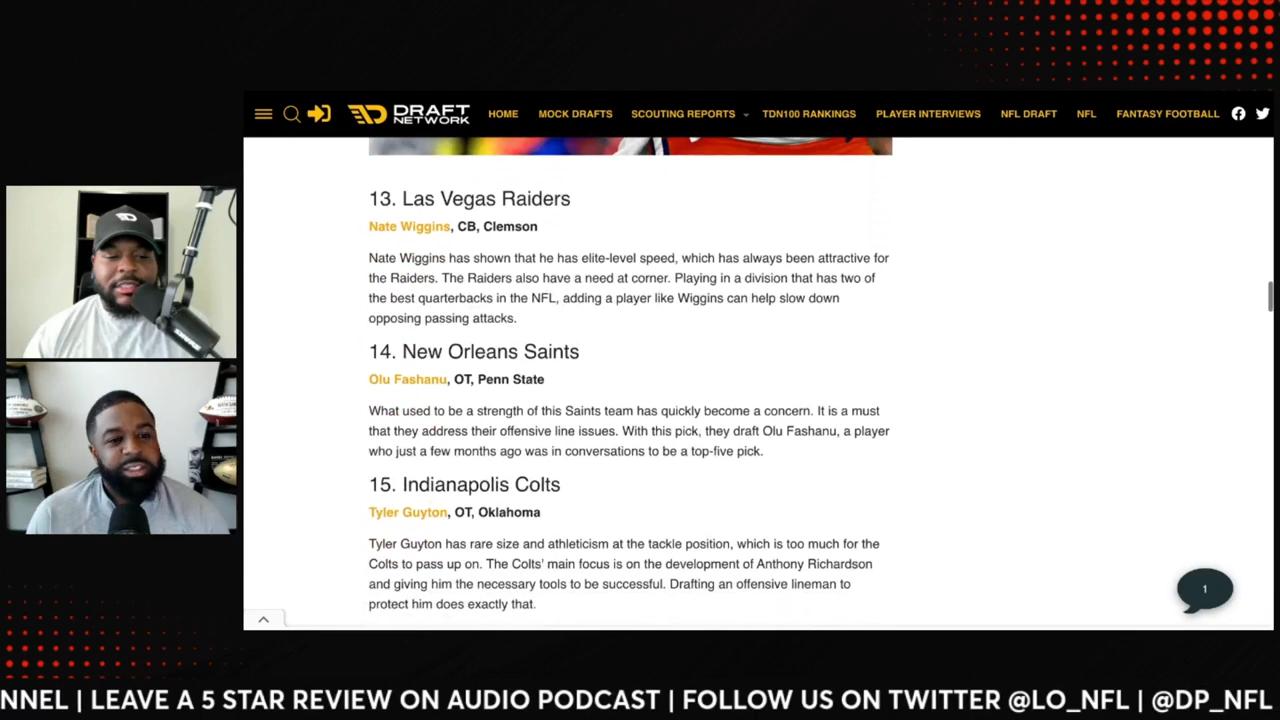 DRAFT
NETWORK
HOME
MOCK DRAFTS
SCOUTING REPORTS
TDN100 RANKINGS
PLAYER INTERVIEWS
NFL DRAFT
NFL
FANTASY FOOTBALL
13. Las Vegas Raiders
Nate Wiggins, CB, Clemson
Nate Wiggins has shown that he has elite-level speed, which has always been attractive for
the Raiders. The Raiders also have a need at corner. Playing in a division that has two of
the best quarterbacks in the NFL, adding a player like Wiggins can help slow down
opposing passing attacks.
14. New Orleans Saints
Olu Fashanu, OT, Penn State
What used to be a strength of this Saints team has quickly become a concern. It is a must
that they address their offensive line issues. With this pick, they draft Olu Fashanu, a player
who just a few months ago was in conversations to be a top-five pick.
15. Indianapolis Colts
Tyler Guyton, OT, Oklahoma
Tyler Guyton has rare size and athleticism at the tackle position, which is too much for the
Colts to pass up on. The Colts' main focus is on the development of Anthony Richardson
and giving him the necessary tools to be successful. Drafting an offensive lineman to
protect him does exactly that.
1
SHURE
NNEL | LEAVE A 5 STAR REVIEW ON AUDIO PODCAST | FOLLOW US ON TWITTER @LO_NFL | @DP_NFL